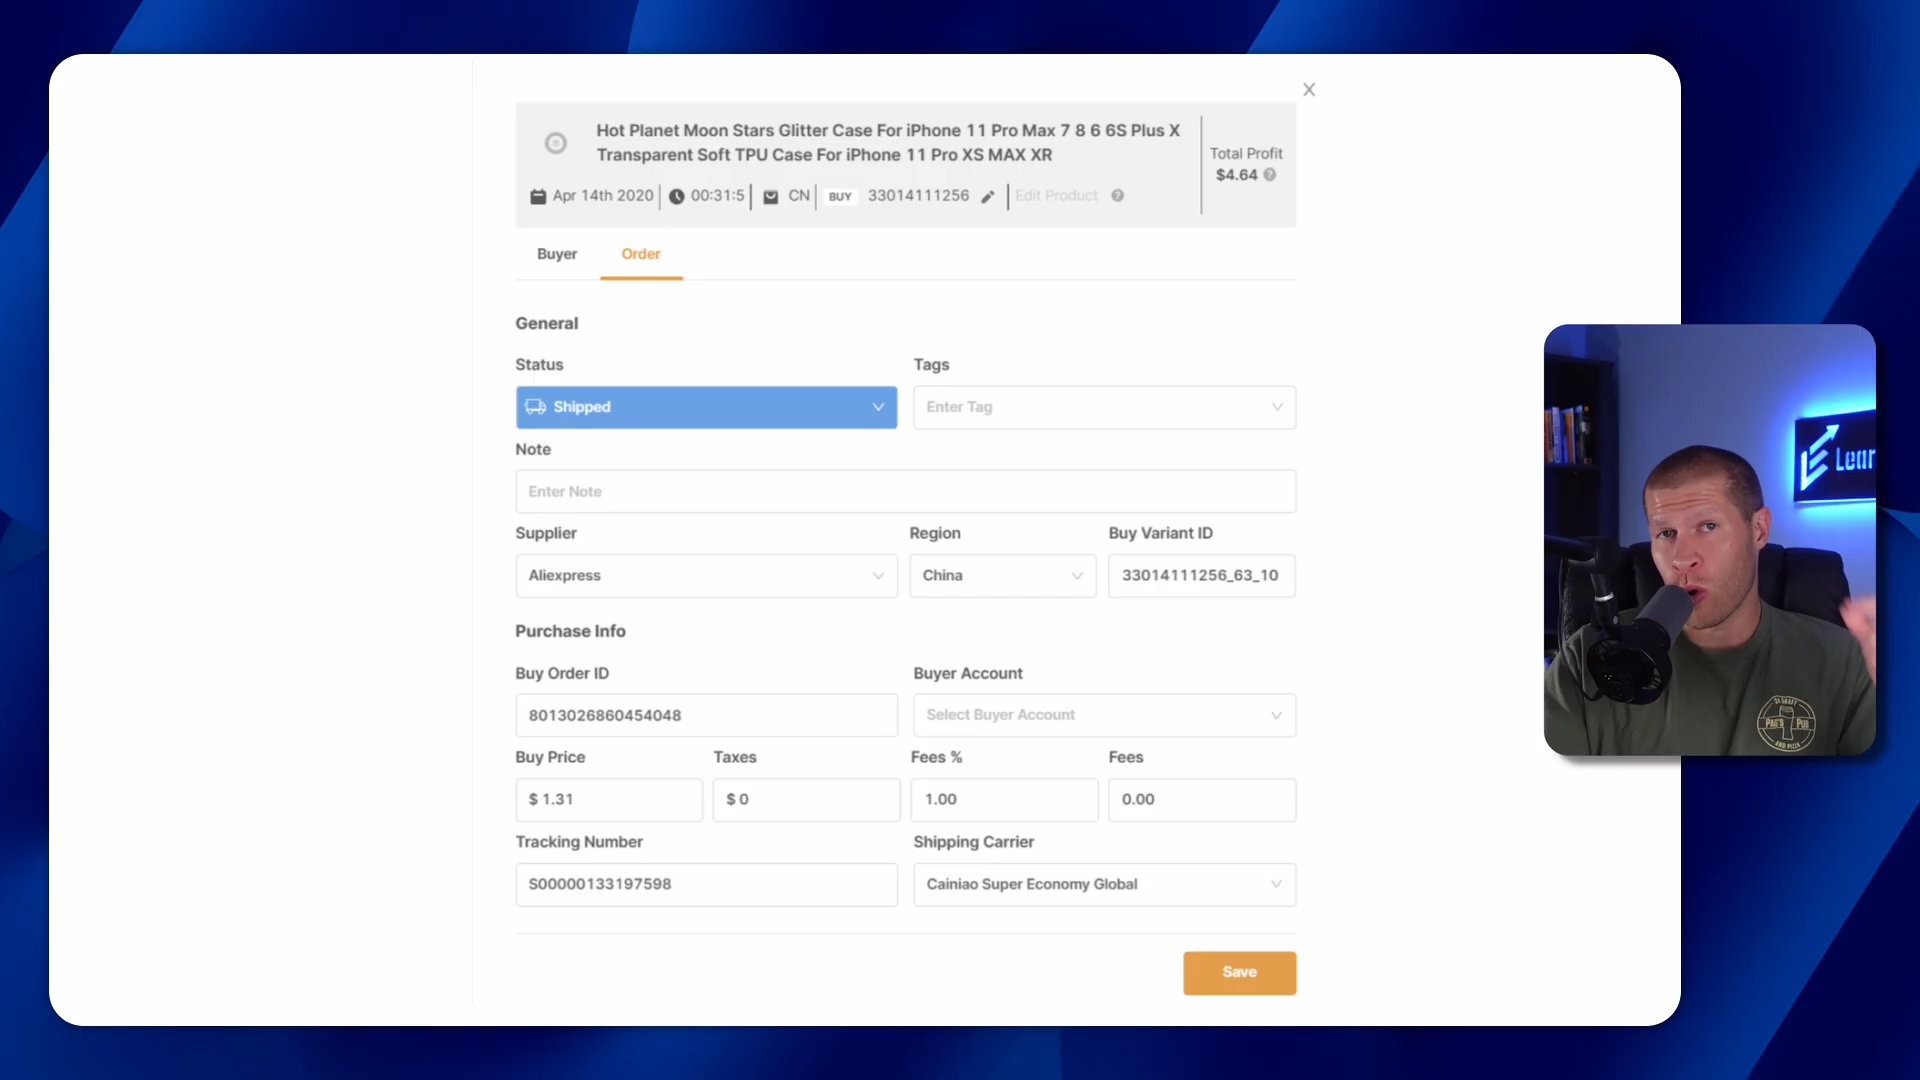 X
Hot Planet Moon Stars Glitter Case For iPhone 11 Pro Max 7 8 6 6S Plus X
Transparent Soft TPU Case For iPhone 11 Pro XS MAX XR
Total Profit
$4.64
Apr 14th 2020
00:31:5
CN
BUY
33014111256
Edit Product
Buyer
Order
General
Status
Tags
Shipped
Enter Tag
Note
Enter Note
Supplier
Region
Buy Variant ID
Aliexpress
China
33014111256_63_10
Purchase Info
Buy Order ID
Buyer Account
8013026860454048
Select Buyer Account
Buy Price
Taxes
Fees %
Fees
$ 1.31
$ 0
1.00
0.00
Tracking Number
Shipping Carrier
S00000133197598
Cainiao Super Economy Global
Save
Lear
PAG'S PUB
AND PIZZA